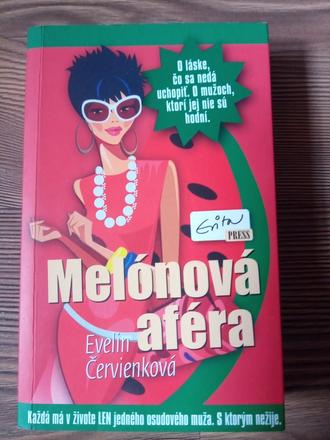 O láske,
čo sa nedá
uchopiť. O mužoch,
ktorí jej nie sú
hodní.
PRESS
Melónová
aféra
Evelin
Červienková
Každá má v živote LEN jedného osudového muža. S ktorým nežije.